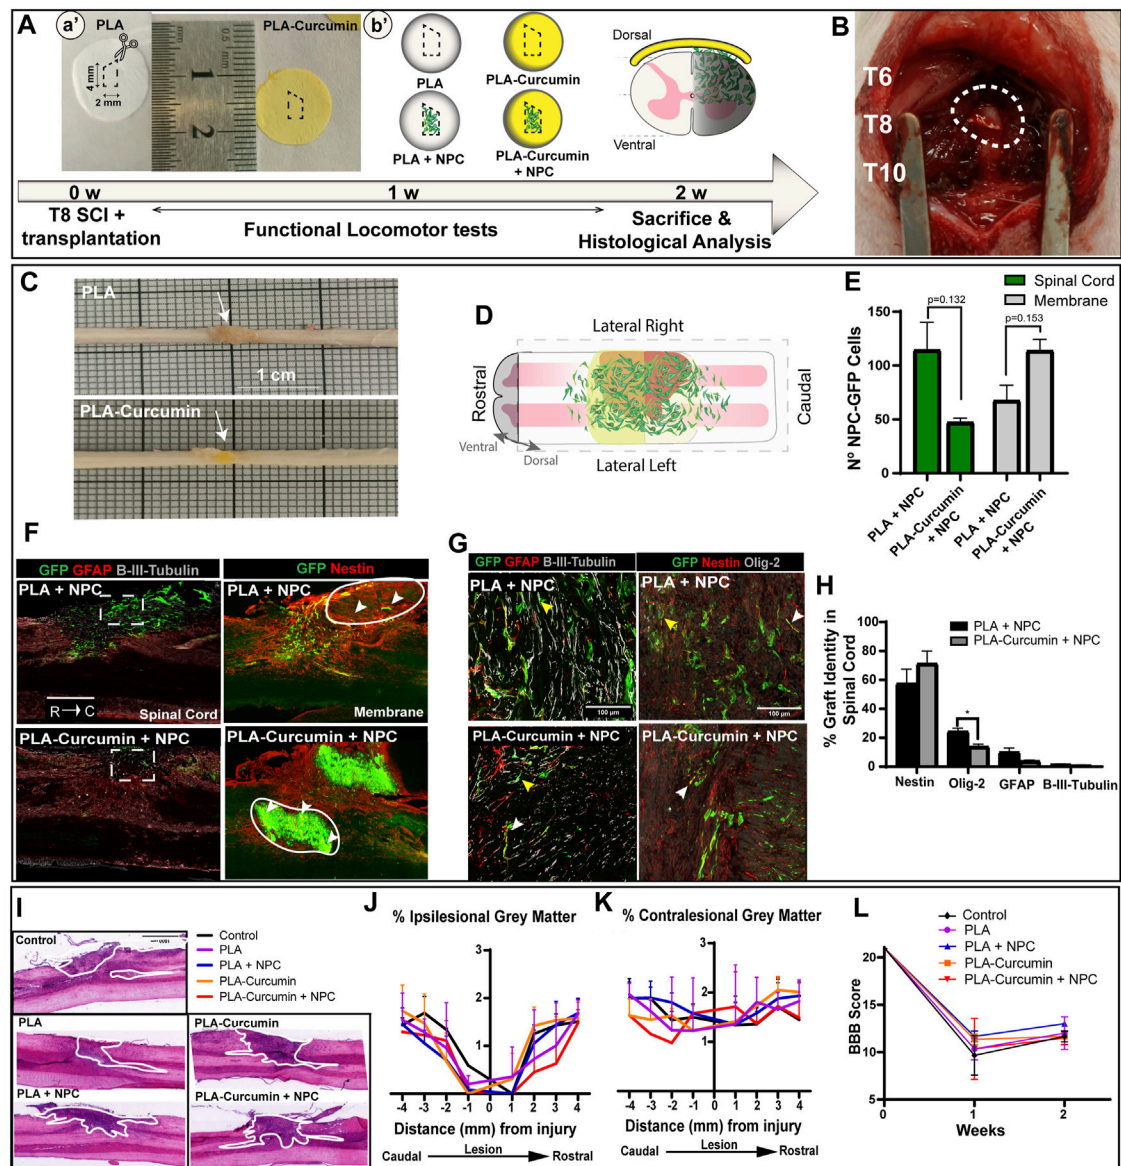 A
a'
PLA
4 mm
2 mm
0.5 mm
1
2
PLA-Curcumin
b'
PLA
PLA-Curcumin
PLA + NPC
PLA-Curcumin
+ NPC
Dorsal
Ventral
0 w
1 w
2 w
T8 SCI +
transplantation
Functional Locomotor tests
Sacrifice &
Histological Analysis
B
T6
T8
T10
C
PLA
1 cm
PLA-Curcumin
D
Lateral Right
Rostral
Caudal
Ventral
Dorsal
Lateral Left
E
Spinal Cord
Membrane
p=0.132
p=0.153
Nº NPC-GFP Cells
150
100
50
0
PLA + NPC
PLA-Curcumin
+ NPC
PLA + NPC
PLA-Curcumin
+ NPC
F
GFP GFAP B-III-Tubulin
GFP Nestin
PLA + NPC
PLA + NPC
R → C
Spinal Cord
Membrane
PLA-Curcumin + NPC
PLA-Curcumin + NPC
G
GFP GFAP B-III-Tubulin
GFP Nestin Olig-2
PLA + NPC
PLA + NPC
100 µm
100 µm
PLA-Curcumin + NPC
PLA-Curcumin + NPC
H
PLA + NPC
PLA-Curcumin + NPC
% Graft Identity in
Spinal Cord
100
80
60
40
20
0
*
Nestin
Olig-2
GFAP
B-III-Tubulin
I
Control
1000 µm
PLA
PLA-Curcumin
PLA + NPC
PLA-Curcumin + NPC
Control
PLA
PLA + NPC
PLA-Curcumin
PLA-Curcumin + NPC
J
% Ipsilesional Grey Matter
3
2
1
-4 -3 -2 -1 0 1 2 3 4
Distance (mm) from injury
Caudal Lesion Rostral
K
% Contralesional Grey Matter
3
2
1
-4 -3 -2 -1 0 1 2 3 4
Distance (mm) from injury
Caudal Lesion Rostral
L
Control
PLA
PLA + NPC
PLA-Curcumin
PLA-Curcumin + NPC
BBB Score
20
15
10
5
0
0 1 2
Weeks